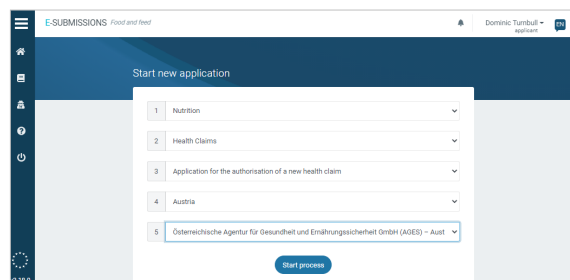 E-SUBMISSIONS Food and feed
Dominic Turnbull
applicant
EN
Start new application
1 Nutrition
2 Health Claims
3 Application for the authorisation of a new health claim
4 Austria
5 Österreichische Agentur für Gesundheit und Ernährungssicherheit GmbH (AGES) – Aust
Start process